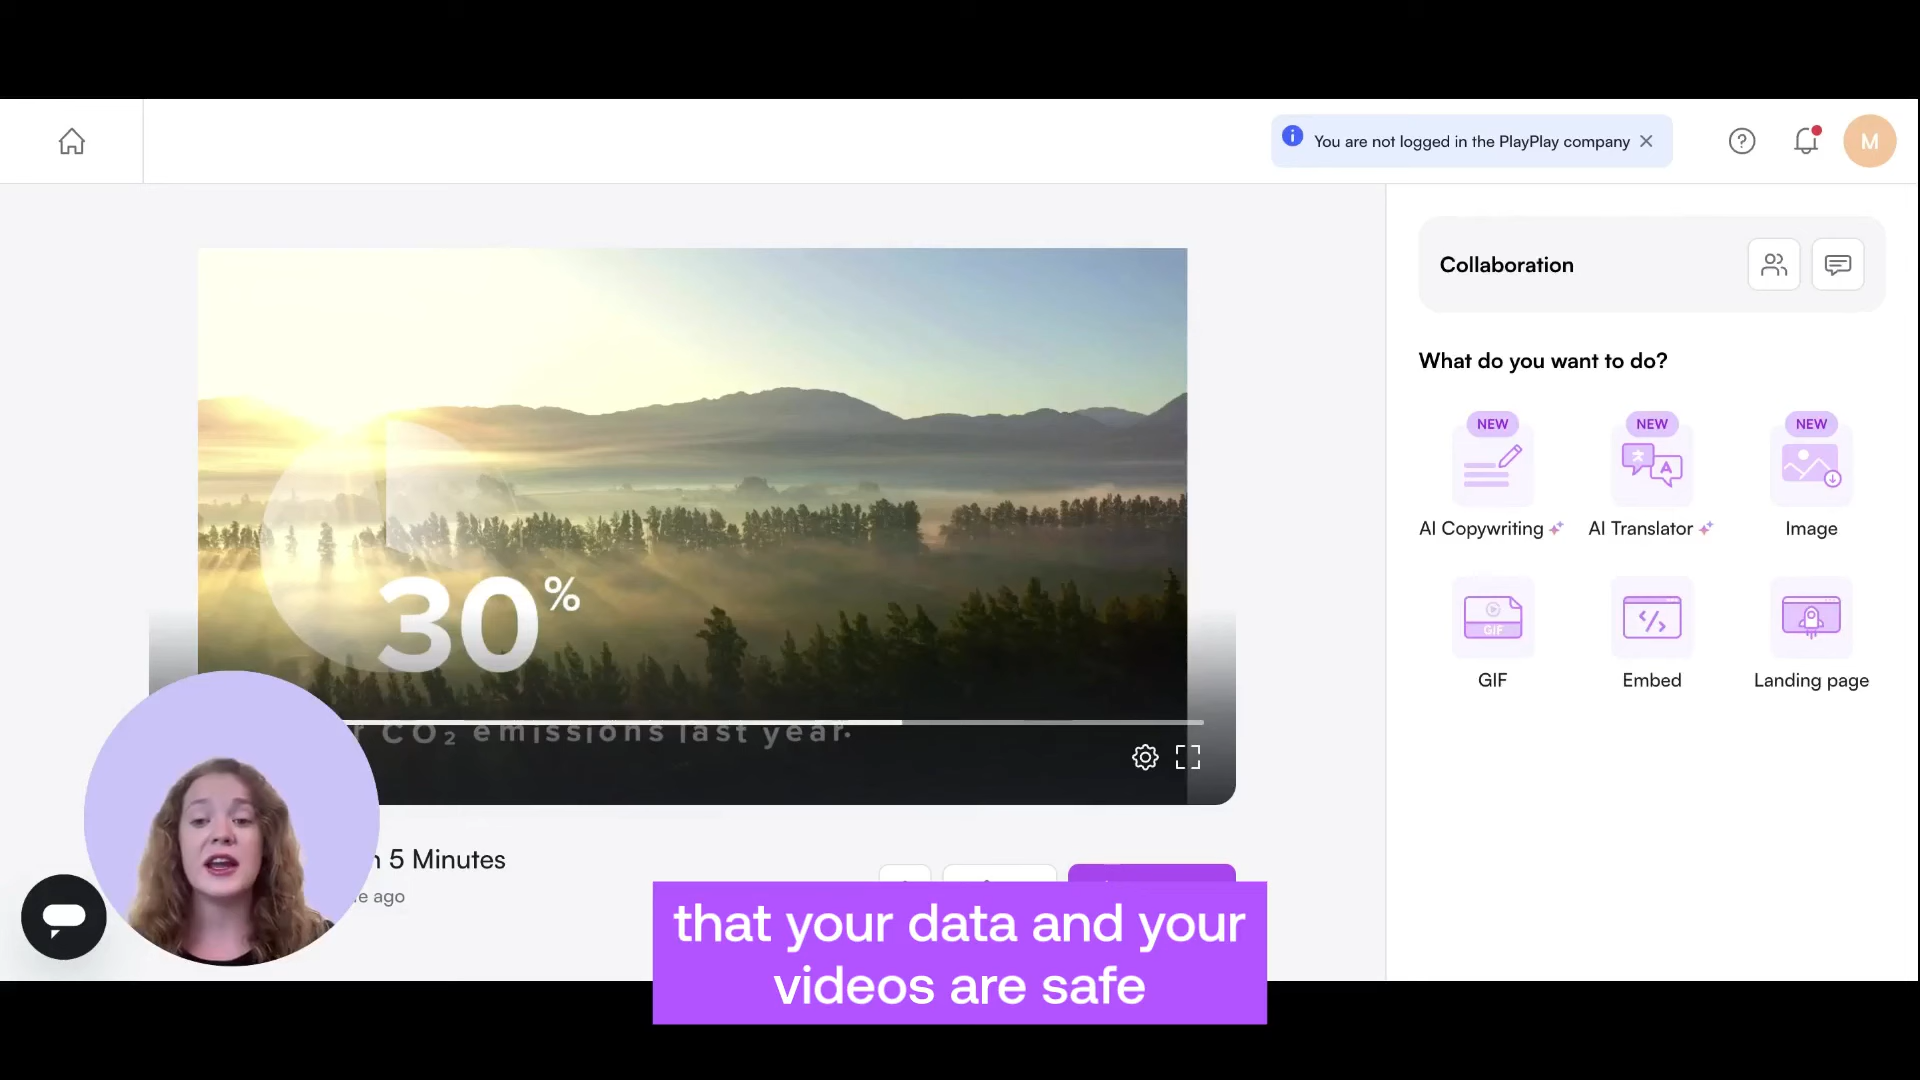 You are not logged in the PlayPlay company
M
Collaboration
What do you want to do?
NEW
NEW
NEW
AI Copywriting
AI Translator
Image
GIF
GIF
Embed
Landing page
30%
CO₂ emissions last year.
5 Minutes
ago
that your data and your
videos are safe